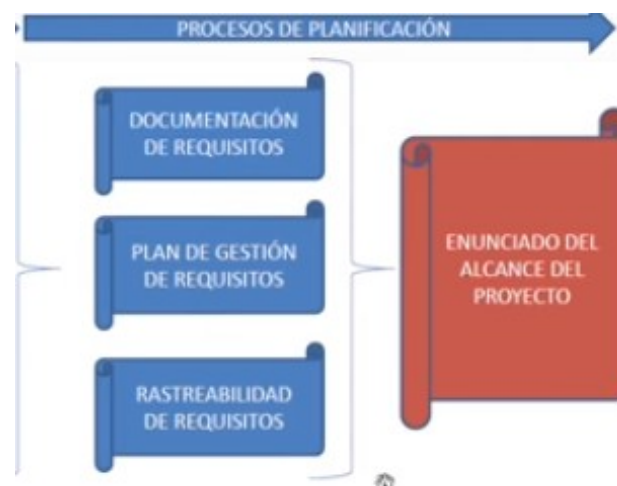 PROCESOS DE PLANIFICACIÓN
DOCUMENTACIÓN
DE REQUISITOS
PLAN DE GESTIÓN
DE REQUISITOS
RASTREABILIDAD
DE REQUISITOS
ENUNCIADO DEL
ALCANCE DEL
PROYECTO